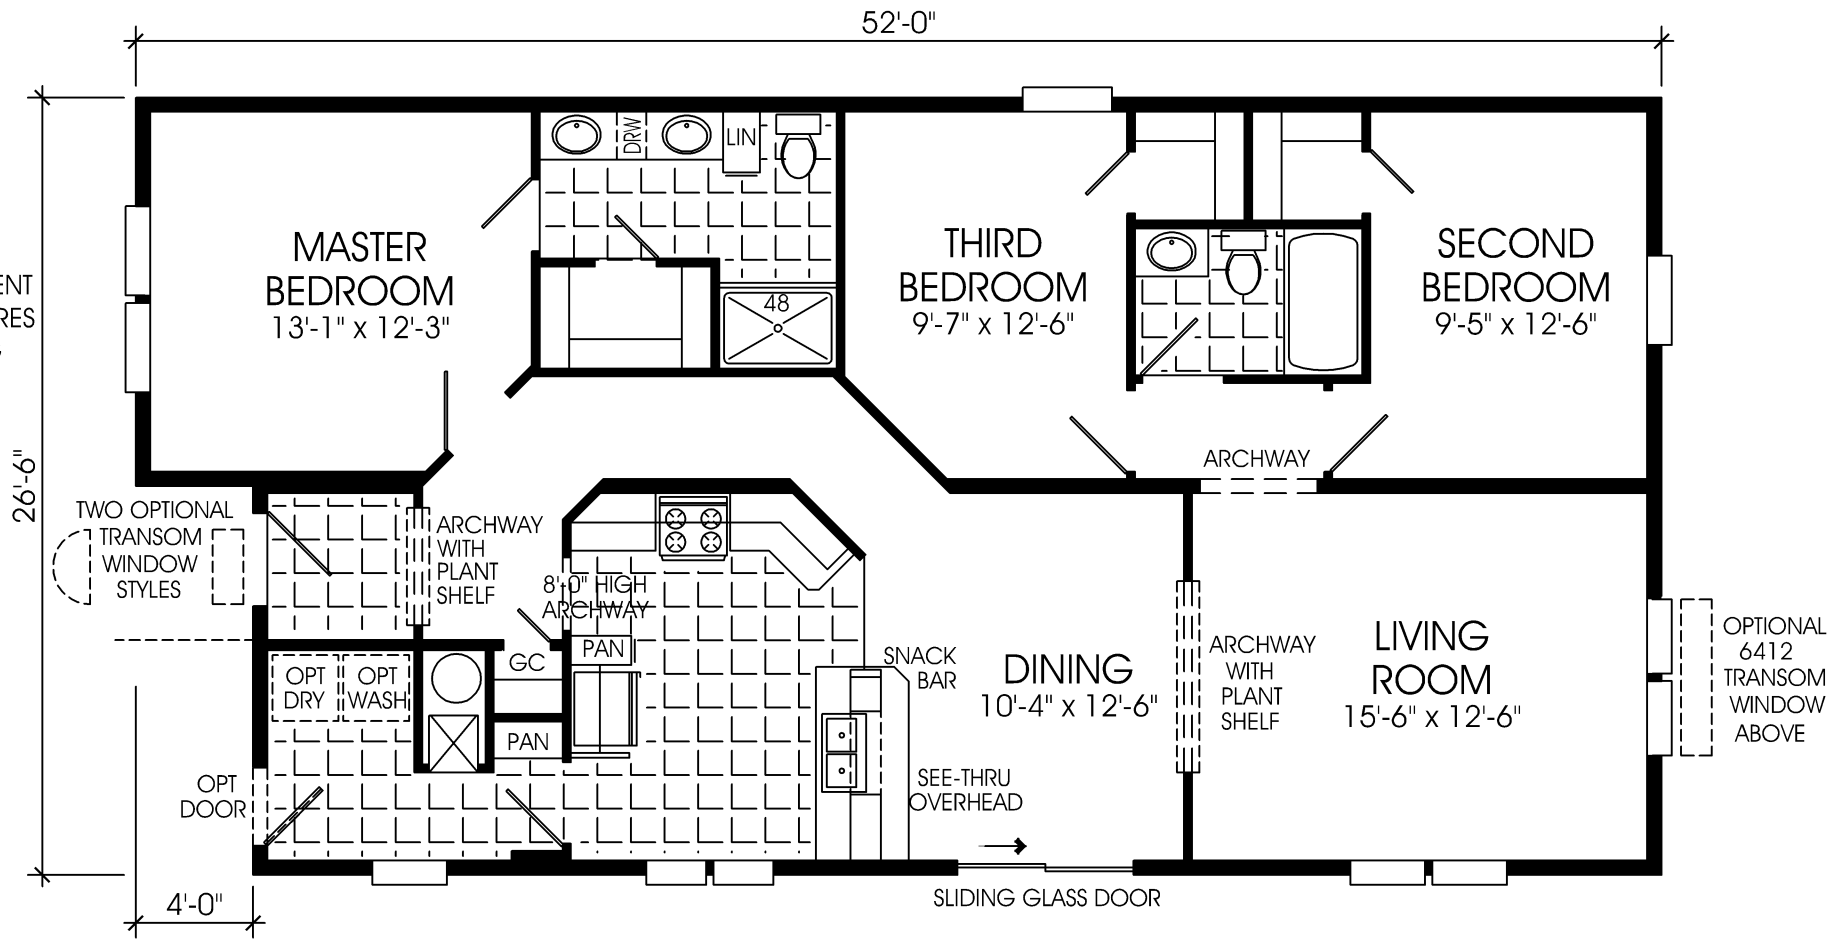 52'-0"
26'-6"
4'-0"
ENT
RES
MASTER
BEDROOM
13'-1" x 12'-3"
DRW
LIN
48
THIRD
BEDROOM
9'-7" x 12'-6"
SECOND
BEDROOM
9'-5" x 12'-6"
ARCHWAY
TWO OPTIONAL
TRANSOM
WINDOW
STYLES
ARCHWAY
WITH
PLANT
SHELF
8'-0" HIGH
ARCHWAY
PAN
GC
PAN
OPT
DRY
OPT
WASH
OPT
DOOR
SNACK
BAR
SEE-THRU
OVERHEAD
DINING
10'-4" x 12'-6"
SLIDING GLASS DOOR
ARCHWAY
WITH
PLANT
SHELF
LIVING
ROOM
15'-6" x 12'-6"
OPTIONAL
6412
TRANSOM
WINDOW
ABOVE